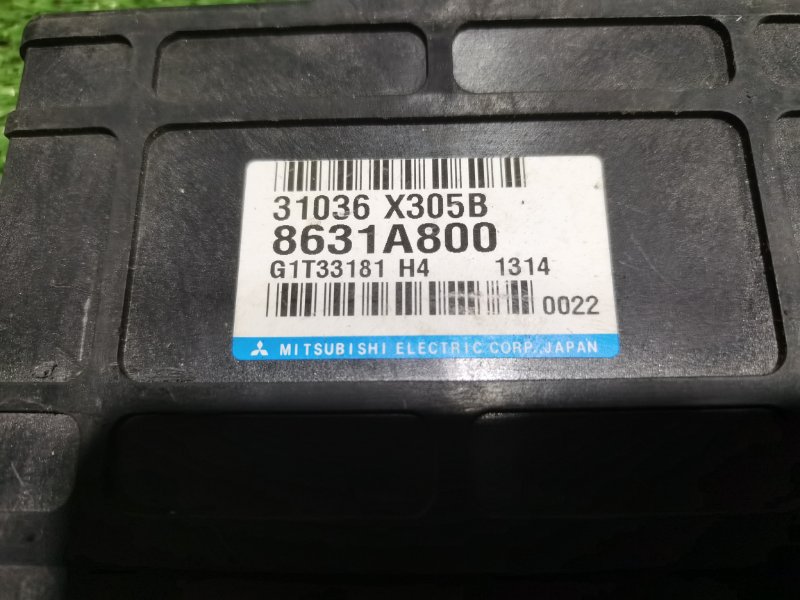 31036 X305B
8631A800
G1T33181 H4 1314
0022
MITSUBISHI ELECTRIC CORP. JAPAN